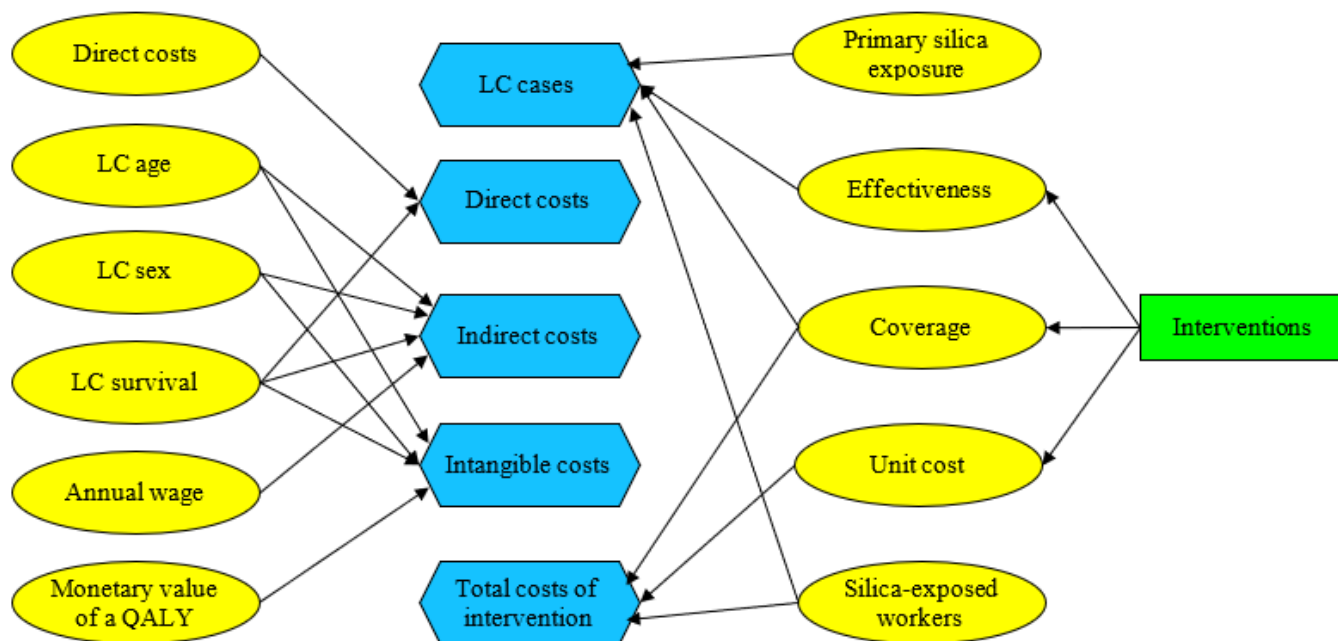 Direct costs
LC age
LC sex
LC survival
Annual wage
Monetary value
of a QALY
LC cases
Direct costs
Indirect costs
Intangible costs
Total costs of
intervention
Primary silica
exposure
Effectiveness
Coverage
Unit cost
Silica-exposed
workers
Interventions